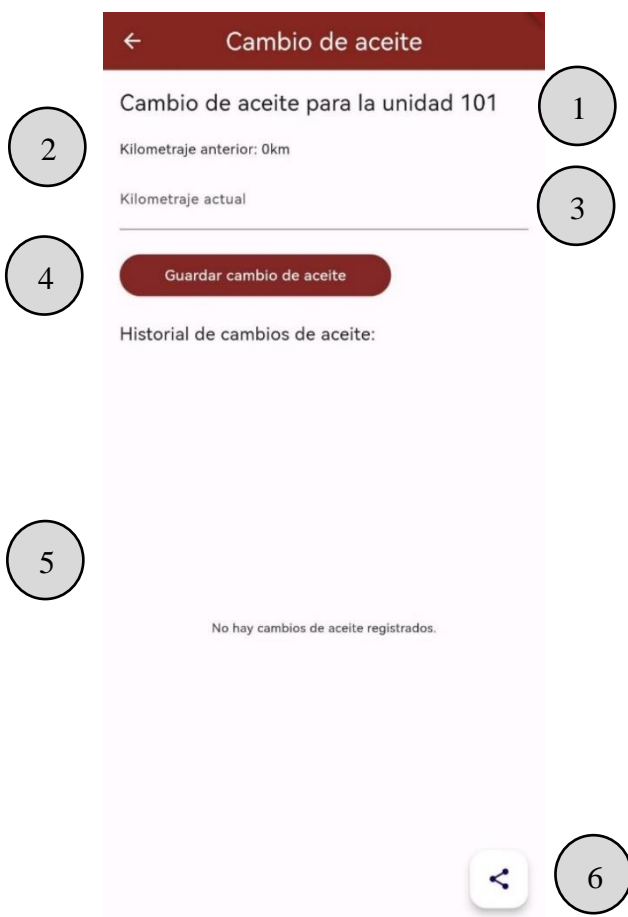 Cambio de aceite
Cambio de aceite para la unidad 101
1
2
Kilometraje anterior: 0km
Kilometraje actual
3
4
Guardar cambio de aceite
Historial de cambios de aceite:
5
No hay cambios de aceite registrados.
6